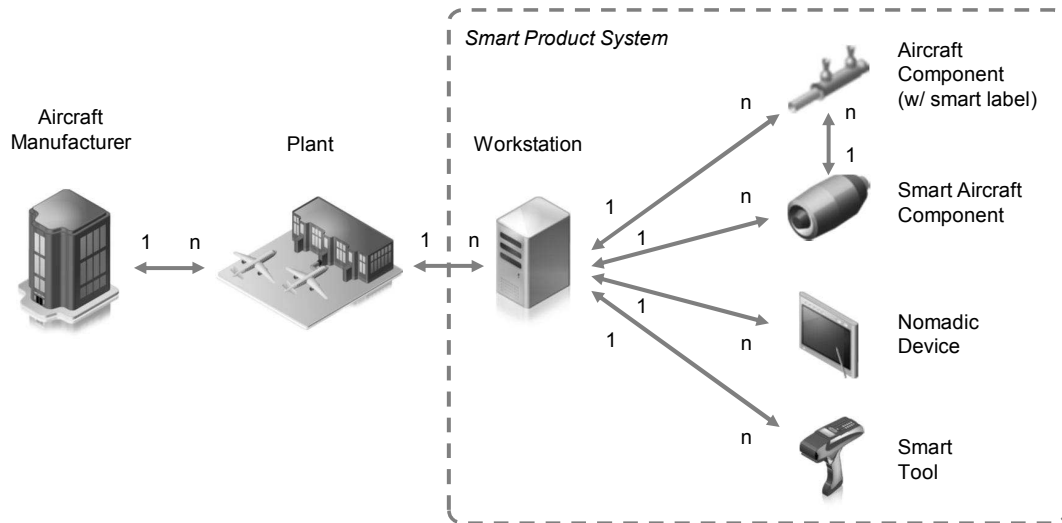 Smart Product System
Aircraft
Manufacturer
1
n
Plant
1
n
Workstation
1
n
1
n
1
n
1
n
Aircraft
Component
(w/ smart label)
n
1
Smart Aircraft
Component
Nomadic
Device
Smart
Tool